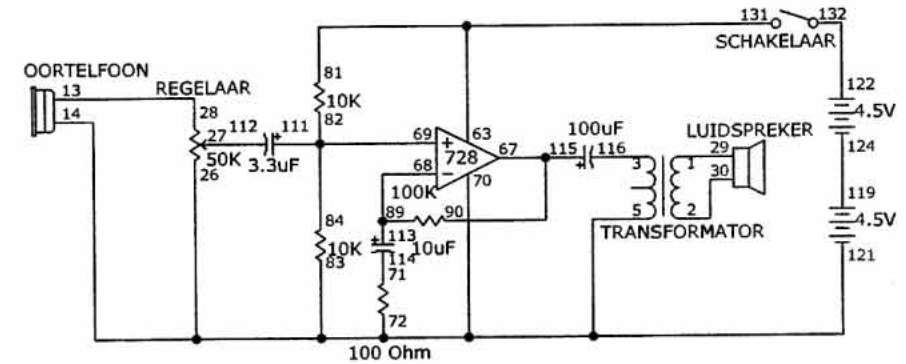 131 132
SCHAKELAAR
OORTELFOON
13
14
REGELAAR
28
27
50K
26
112 111
3.3uF
81
10K
82
84
10K
83
69
68
+
−
728
63
70
67
100K
89 90
113
10uF
114
71
72
100 Ohm
100uF
115 116
3
5
1
2
TRANSFORMATOR
LUIDSPREKER
29
30
122
4.5V
124
119
4.5V
121